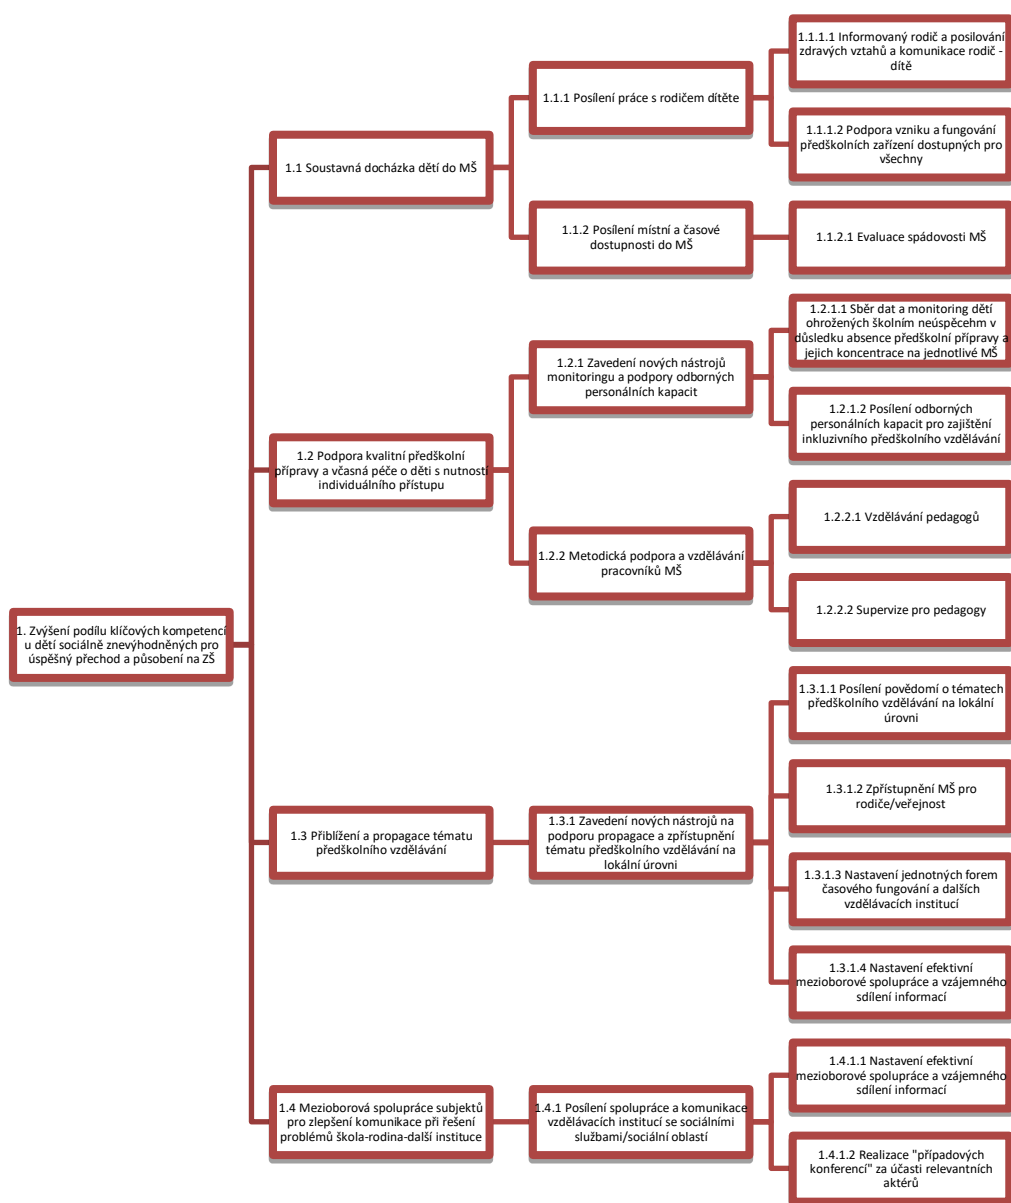 1. Zvýšení podílu klíčových kompetencí
u dětí sociálně znevýhodněných pro
úspěšný přechod a působení na ZŠ
1.1 Soustavná docházka dětí do MŠ
1.1.1 Posílení práce s rodičem dítěte
1.1.1.1 Informovaný rodič a posilování
zdravých vztahů a komunikace rodič -
dítě
1.1.1.2 Podpora vzniku a fungování
předškolních zařízení dostupných pro
všechny
1.1.2 Posílení místní a časové
dostupnosti do MŠ
1.1.2.1 Evaluace spádovosti MŠ
1.2 Podpora kvalitní předškolní
přípravy a včasná péče o děti s nutností
individuálního přístupu
1.2.1 Zavedení nových nástrojů
monitoringu a podpory odborných
personálních kapacit
1.2.1.1 Sběr dat a monitoring dětí
ohrožených školním neúspěcehm v
důsledku absence předškolní přípravy a
jejich koncentrace na jednotlivé MŠ
1.2.1.2 Posílení odborných
personálních kapacit pro zajištění
inkluzivního předškolního vzdělávání
1.2.2 Metodická podpora a vzdělávání
pracovníků MŠ
1.2.2.1 Vzdělávání pedagogů
1.2.2.2 Supervize pro pedagogy
1.3 Přiblížení a propagace tématu
předškolního vzdělávání
1.3.1 Zavedení nových nástrojů na
podporu propagace a zpřístupnění
tématu předškolního vzdělávání na
lokální úrovni
1.3.1.1 Posílení povědomí o tématech
předškolního vzdělávání na lokální
úrovni
1.3.1.2 Zpřístupnění MŠ pro
rodiče/veřejnost
1.3.1.3 Nastavení jednotných forem
časového fungování a dalších
vzdělávacích institucí
1.3.1.4 Nastavení efektivní
mezioborové spolupráce a vzájemného
sdílení informací
1.4 Mezioborová spolupráce subjektů
pro zlepšení komunikace při řešení
problémů škola-rodina-další instituce
1.4.1 Posílení spolupráce a komunikace
vzdělávacích institucí se sociálními
službami/sociální oblastí
1.4.1.1 Nastavení efektivní
mezioborové spolupráce a vzájemného
sdílení informací
1.4.1.2 Realizace "případových
konferencí" za účasti relevantních
aktérů